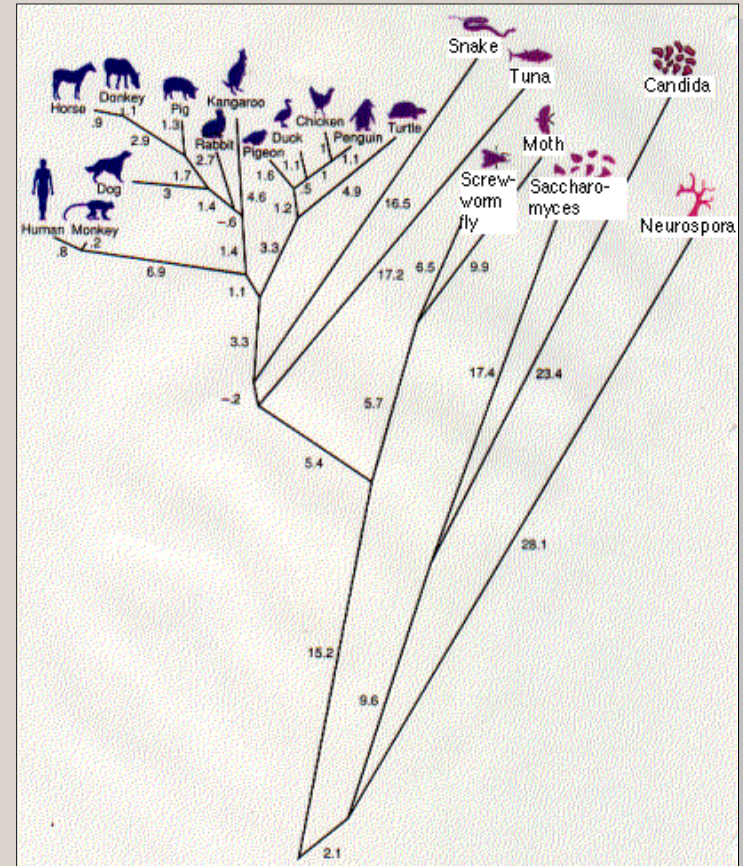 Snake
Tuna
Candida
Horse
Donkey
Pig
Kangaroo
Rabbit
Pigeon
Duck
Chicken
Penguin
Turtle
Moth
Screw-
worm
fly
Saccharo-
myces
Neurospora
Dog
Human Monkey
.9
.1
1.3
2.9
2.7
1.7
3
1.4
-.6
4.6
1.6
1.1
1
1.1
.5
1
1.2
4.9
16.5
.8
.2
6.9
1.4
3.3
1.1
17.2
6.5
9.9
3.3
-.2
5.7
17.4
23.4
5.4
28.1
15.2
9.6
2.1